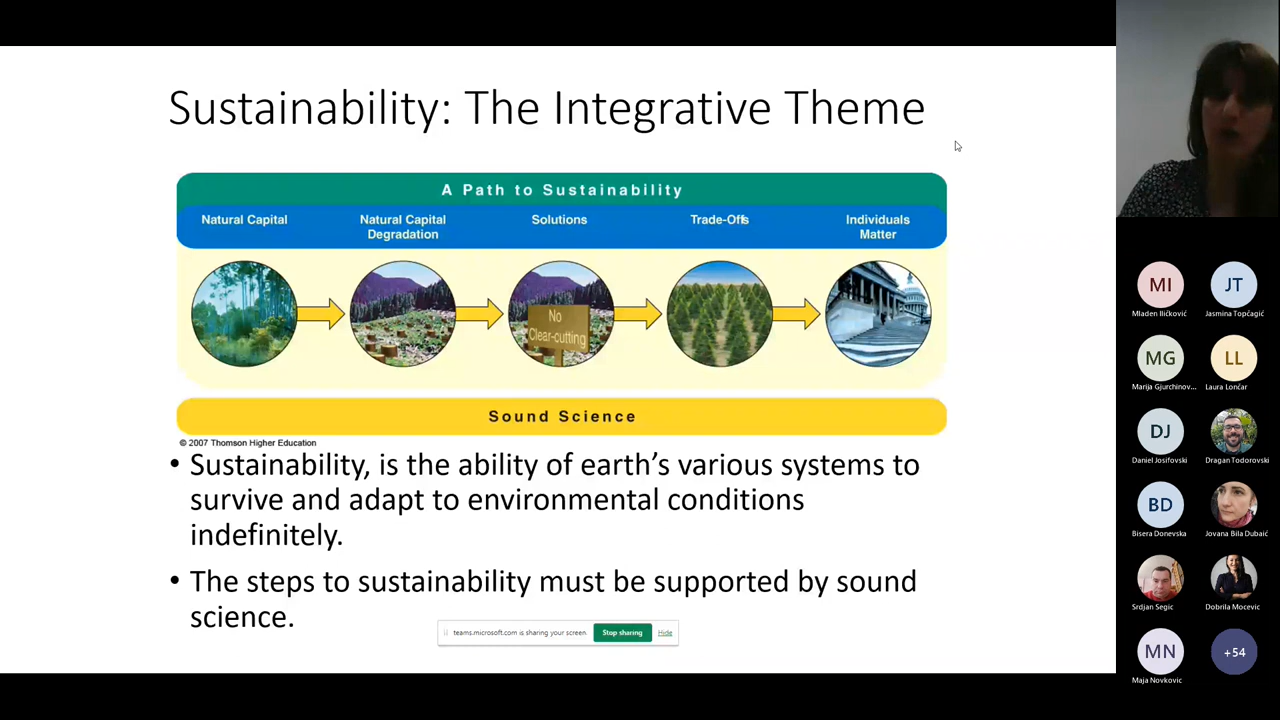 Sustainability: The Integrative Theme
A Path to Sustainability
Natural Capital
Natural Capital
Degradation
Solutions
Trade-Offs
Individuals
Matter
No
Clear-cutting
Sound Science
© 2007 Thomson Higher Education
• Sustainability, is the ability of earth’s various systems to
survive and adapt to environmental conditions
indefinitely.
• The steps to sustainability must be supported by sound
science.
teams.microsoft.com is sharing your screen.
Stop sharing
Hide
MI
JT
Mladen Iličković
Jasmina Topčagić
MG
LL
Marija Gjurchinov...
Laura Lončar
DJ
Daniel Josifovski
Dragan Todorovski
BD
Bisera Donevska
Jovana Bila Dubaić
Srdjan Segic
Dobrila Mocevic
MN
+54
Maja Novkovic